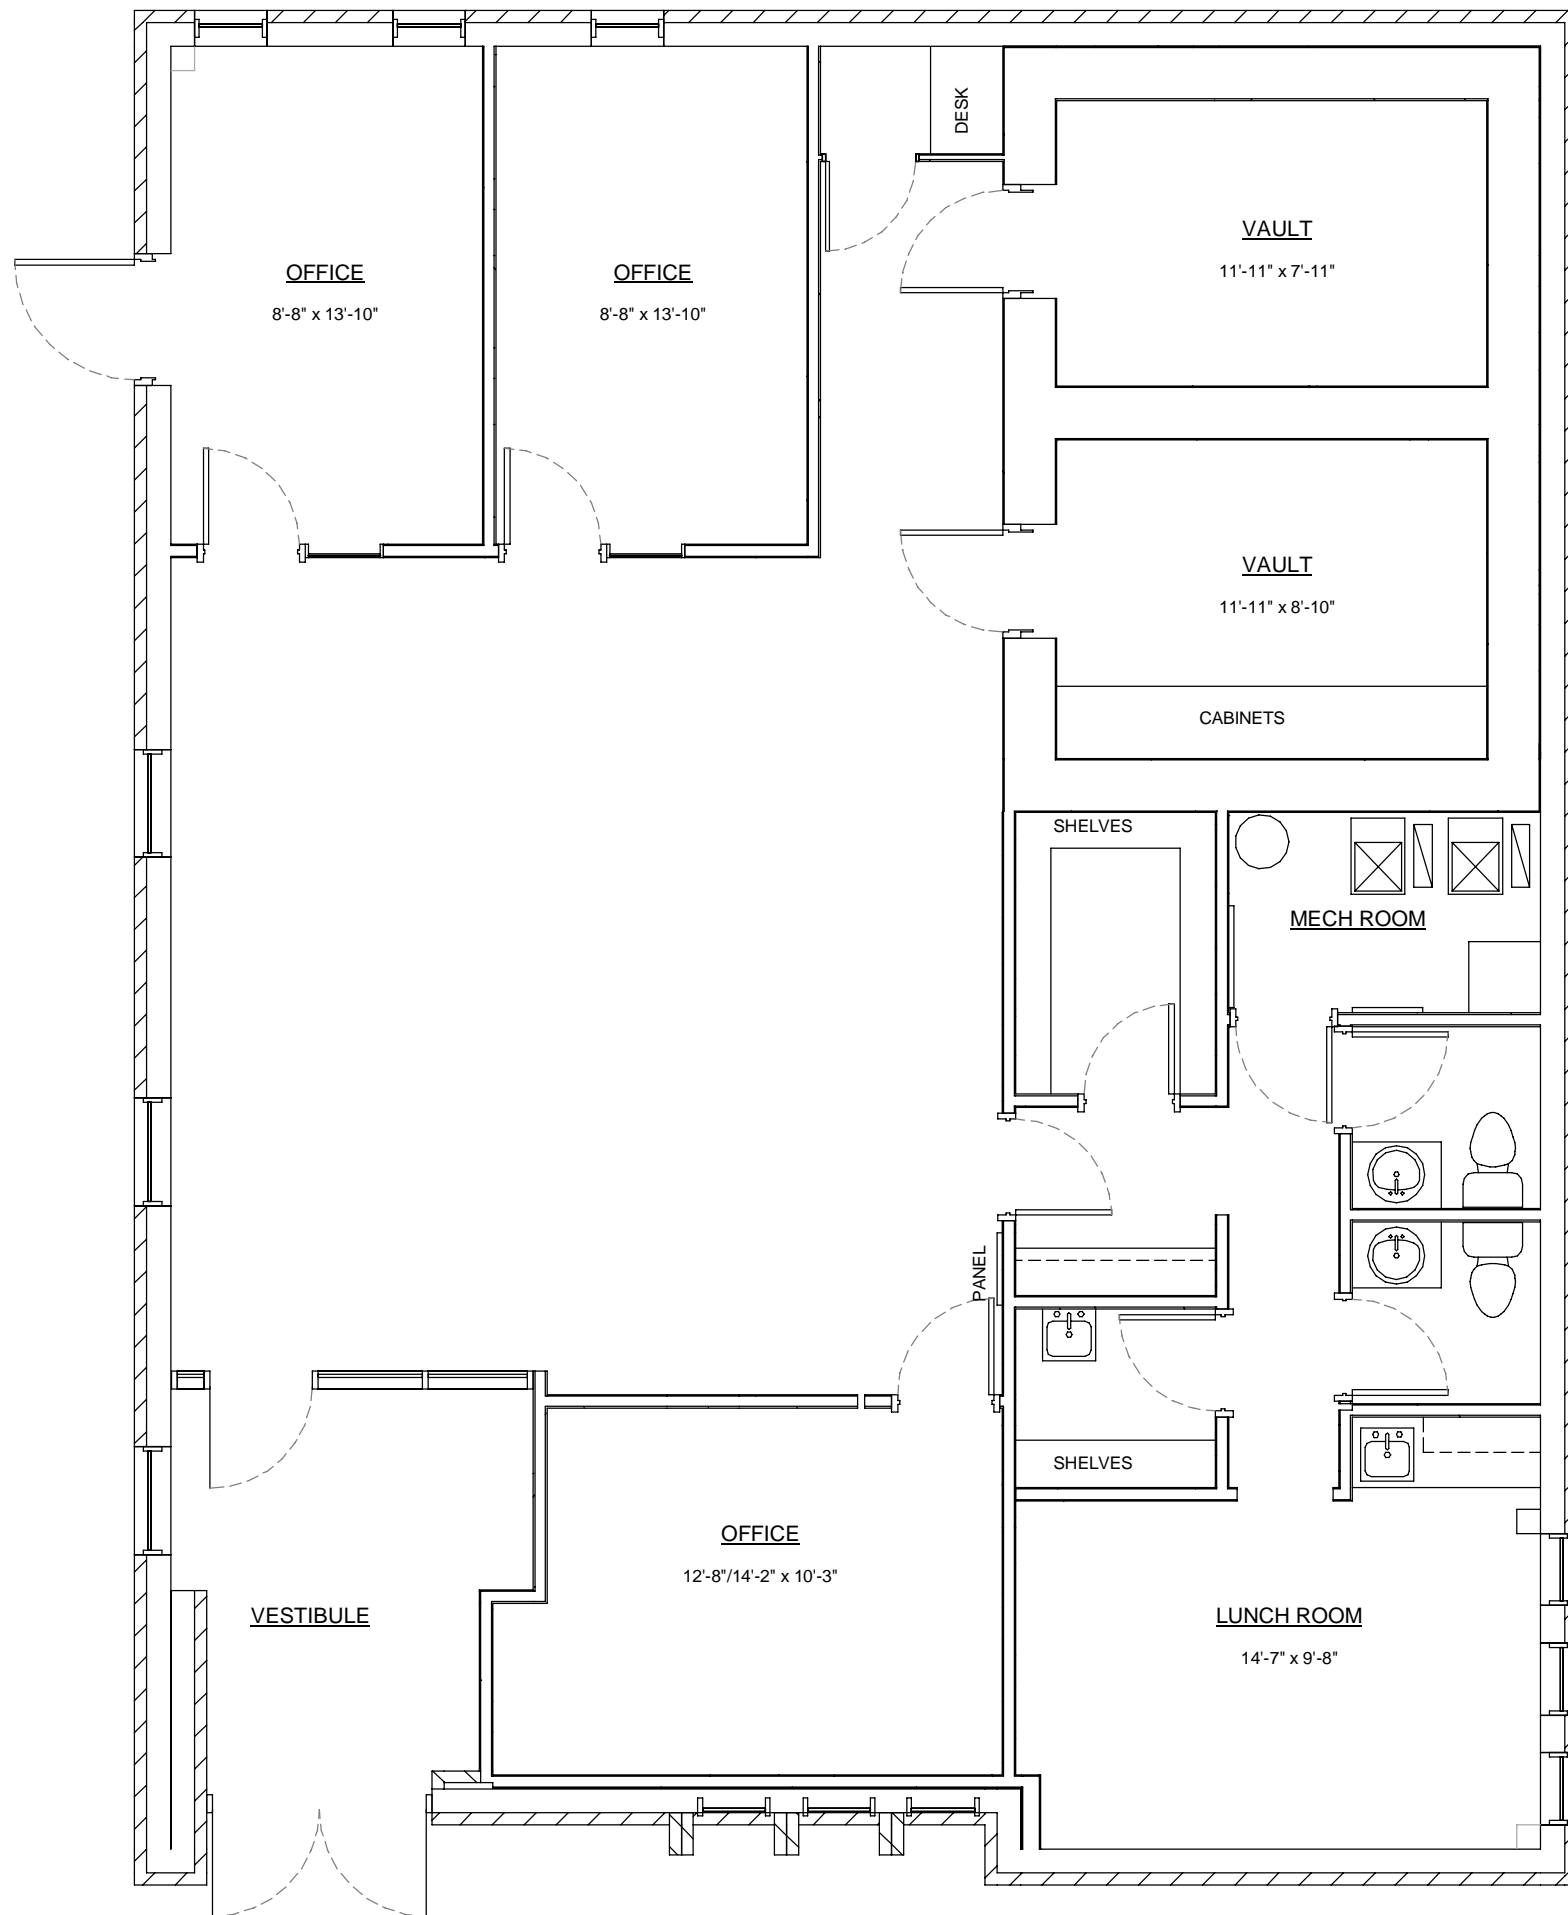 DESK
VAULT
11'-11" x 7'-11"
OFFICE
8'-8" x 13'-10"
OFFICE
8'-8" x 13'-10"
VAULT
11'-11" x 8'-10"
CABINETS
SHELVES
MECH ROOM
PANEL
SHELVES
OFFICE
12'-8"/14'-2" x 10'-3"
VESTIBULE
LUNCH ROOM
14'-7" x 9'-8"